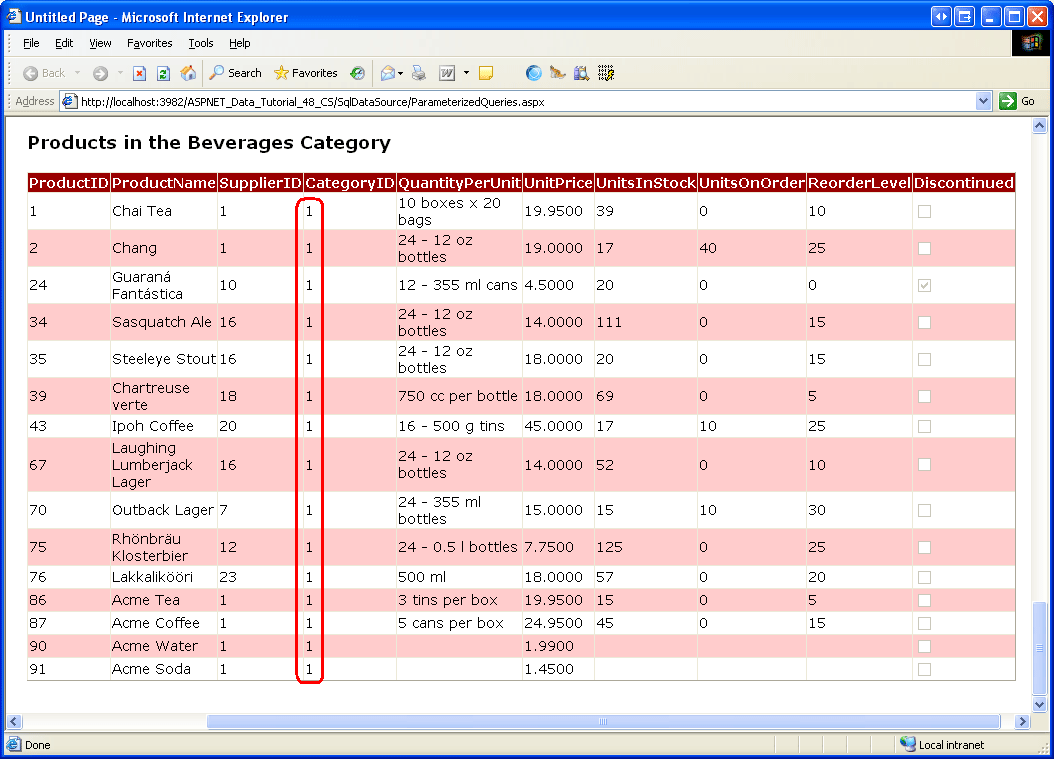 Untitled Page - Microsoft Internet Explorer
File Edit View Favorites Tools Help
Back Search Favorites
Address http://localhost:3982/ASPNET_Data_Tutorial_48_CS/SqlDataSource/ParameterizedQueries.aspx Go
Products in the Beverages Category
ProductID ProductName SupplierID CategoryID QuantityPerUnit UnitPrice UnitsInStock UnitsOnOrder ReorderLevel Discontinued
1 Chai Tea 1 1 10 boxes x 20 bags 19.9500 39 0 10
2 Chang 1 1 24 - 12 oz bottles 19.0000 17 40 25
24 Guaraná Fantástica 10 1 12 - 355 ml cans 4.5000 20 0 0
34 Sasquatch Ale 16 1 24 - 12 oz bottles 14.0000 111 0 15
35 Steeleye Stout 16 1 24 - 12 oz bottles 18.0000 20 0 15
39 Chartreuse verte 18 1 750 cc per bottle 18.0000 69 0 5
43 Ipoh Coffee 20 1 16 - 500 g tins 45.0000 17 10 25
67 Laughing Lumberjack Lager 16 1 24 - 12 oz bottles 14.0000 52 0 10
70 Outback Lager 7 1 24 - 355 ml bottles 15.0000 15 10 30
75 Rhönbräu Klosterbier 12 1 24 - 0.5 l bottles 7.7500 125 0 25
76 Lakkalikööri 23 1 500 ml 18.0000 57 0 20
86 Acme Tea 1 1 3 tins per box 19.9500 15 0 5
87 Acme Coffee 1 1 5 cans per box 24.9500 45 0 15
90 Acme Water 1 1 1.9900
91 Acme Soda 1 1 1.4500
Done Local intranet